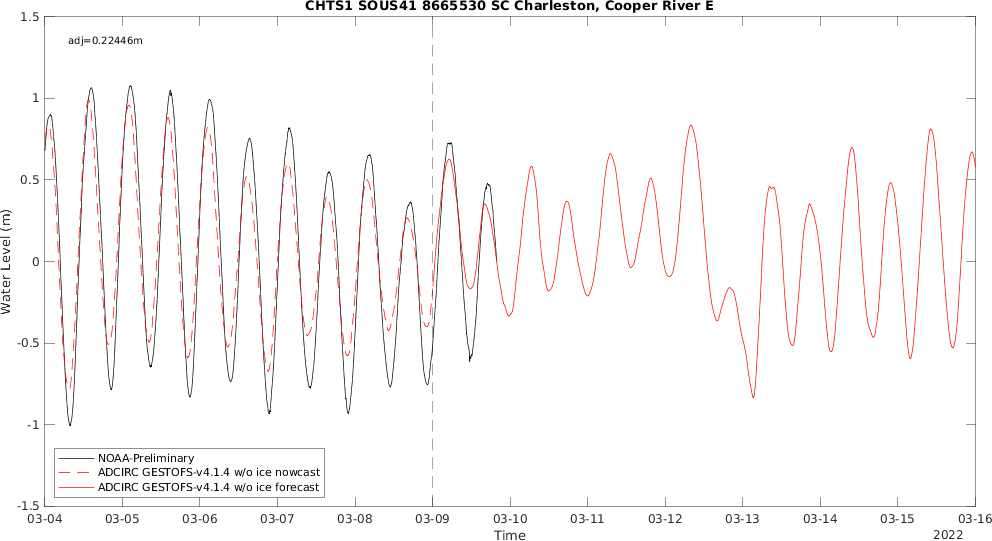 CHTS1 SOUS41 8665530 SC Charleston, Cooper River E
adj=0.22446m
1.5
1
0.5
0
-0.5
-1
-1.5
Water Level (m)
NOAA-Preliminary
ADCIRC GESTOFS-v4.1.4 w/o ice nowcast
ADCIRC GESTOFS-v4.1.4 w/o ice forecast
03-04 03-05 03-06 03-07 03-08 03-09 03-10 03-11 03-12 03-13 03-14 03-15 03-16
Time
2022